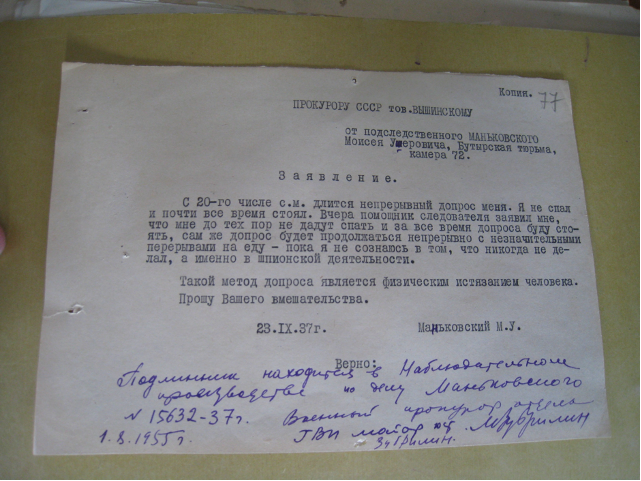 Копия.
77
ПРОКУРОРУ СССР тов.ВЫШИНСКОМУ
от подследственного МАНЬКОВСКОГО
Моисея Ушеровича, Бутырская тюрьма,
камера 72.
Заявление.
С 20-го числе с.м. длится непрерывный допрос меня. Я не спал
и почти все время стоял. Вчера помощник следователя заявил мне,
что мне до тех пор не дадут спать и за все время допроса буду сто-
ять, сам же допрос будет продолжаться непрерывно с незначительными
перерывами на еду - пока я не сознаюсь в том, что никогда не де-
лал, а именно в шпионской деятельности.
Такой метод допроса является физическим истязанием человека.
Прошу Вашего вмешательства.
23.IX.37г. Маньковский М.У.
Верно:
Подлинник находится в Наблюдательном
производстве по делу Маньковского
N 15632-37г. Военный прокурор отдела
1.8.1955г. ГВП майор юст.